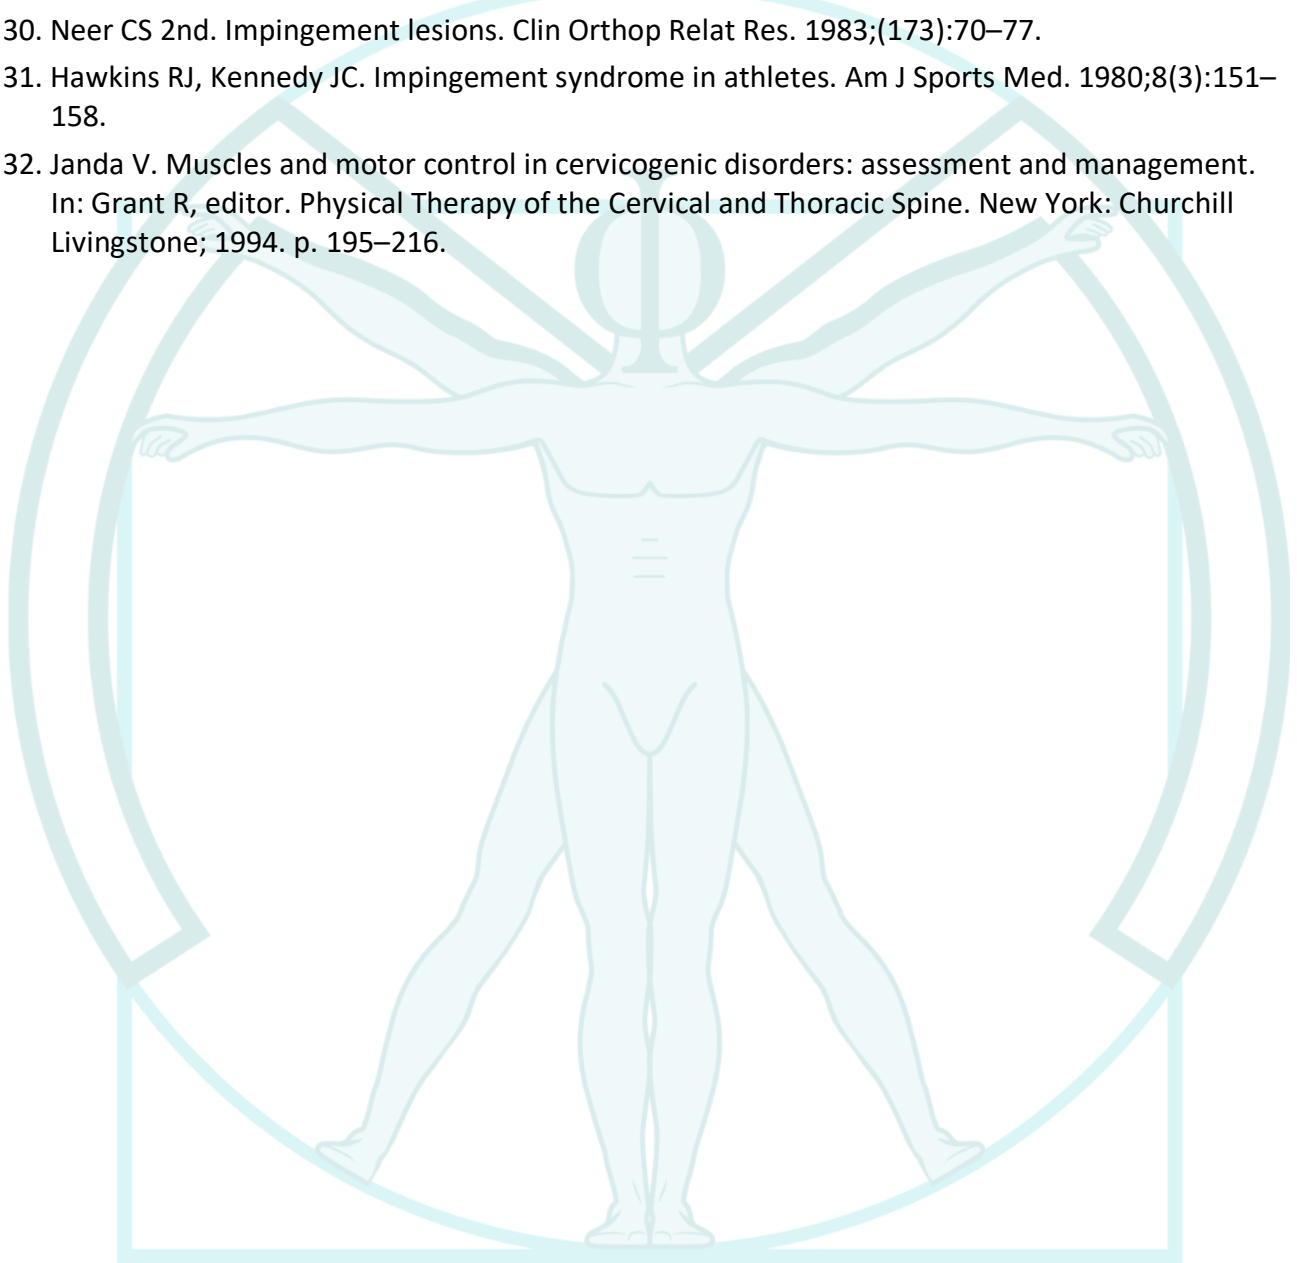 30. Neer CS 2nd. Impingement lesions. Clin Orthop Relat Res. 1983;(173):70–77.
31. Hawkins RJ, Kennedy JC. Impingement syndrome in athletes. Am J Sports Med. 1980;8(3):151–
158.
32. Janda V. Muscles and motor control in cervicogenic disorders: assessment and management.
In: Grant R, editor. Physical Therapy of the Cervical and Thoracic Spine. New York: Churchill
Livingstone; 1994. p. 195–216.